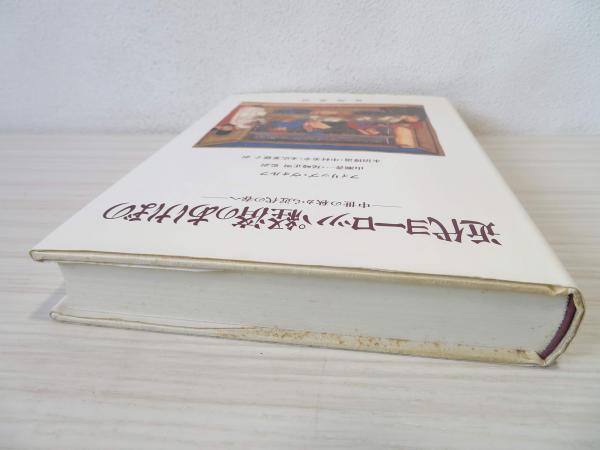 近代ヨーロッパ経済のあけぼの
―中世の秋から近代の春へ―
フィリップ・ヴォルフ
山瀬善一・尾崎正明 監訳